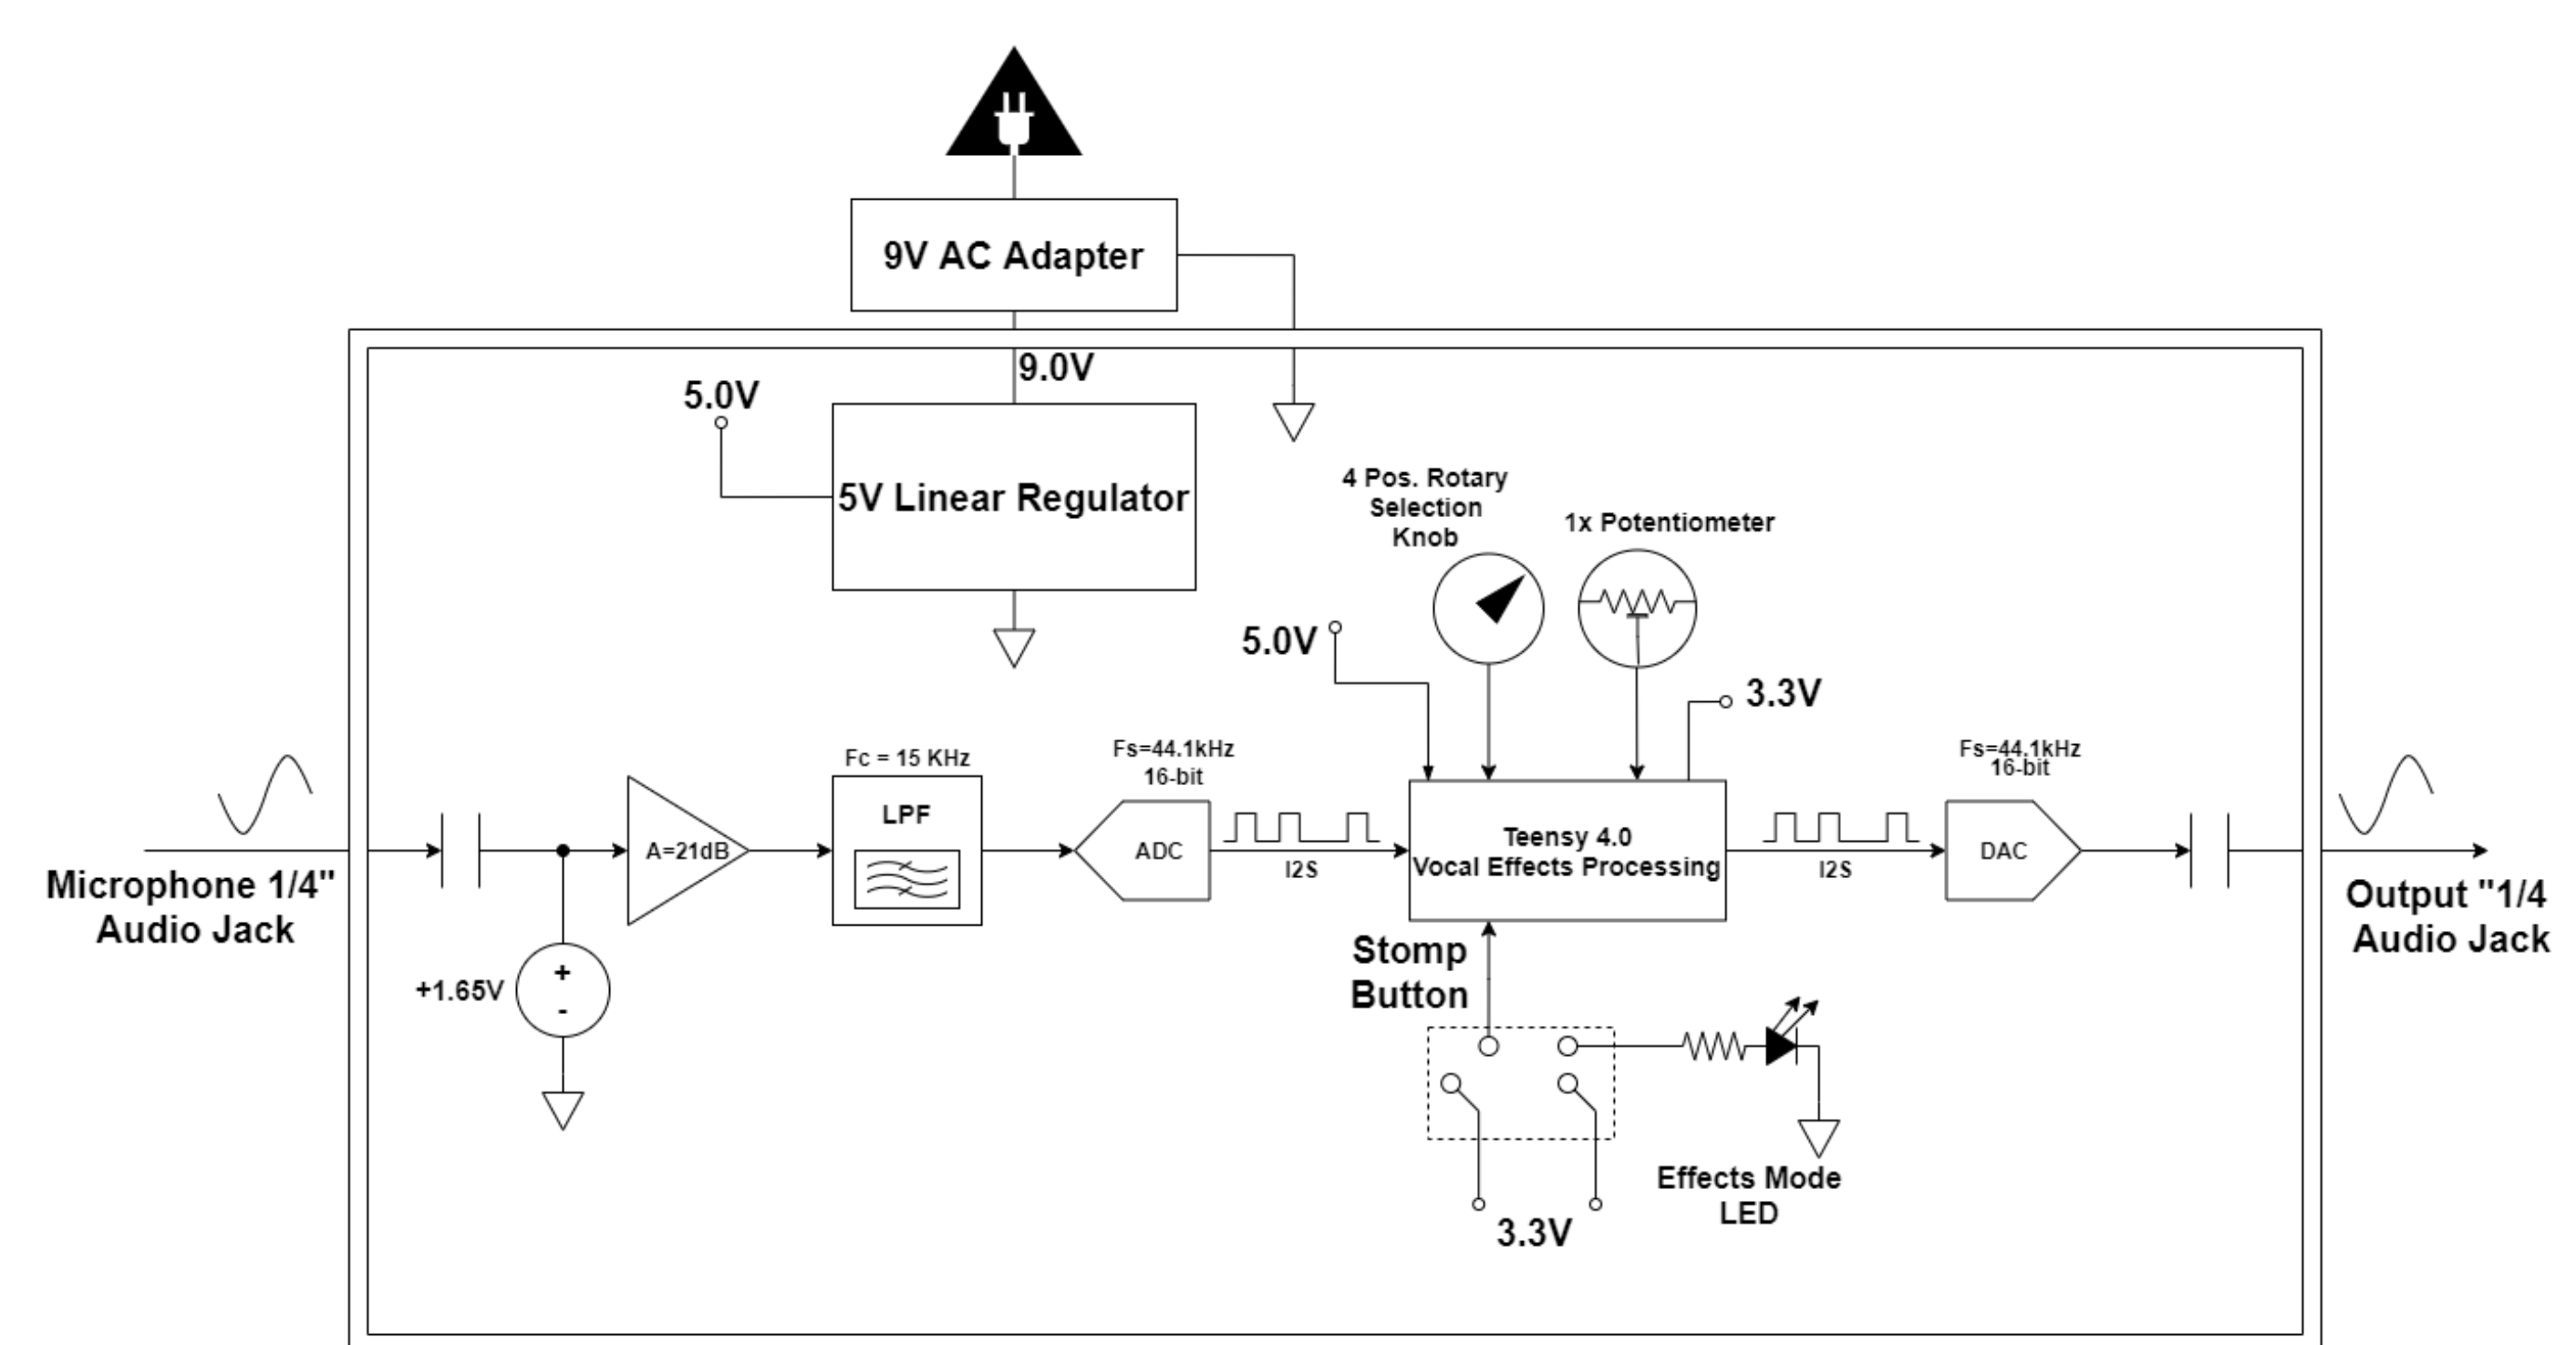 9V AC Adapter
9.0V
5.0V
5V Linear Regulator
4 Pos. Rotary
Selection
Knob
1x Potentiometer
5.0V
3.3V
Microphone 1/4"
Audio Jack
+1.65V
+
-
A=21dB
Fc = 15 KHz
LPF
Fs=44.1kHz
16-bit
ADC
I2S
Teensy 4.0
Vocal Effects Processing
I2S
Fs=44.1kHz
16-bit
DAC
Output "1/4
Audio Jack
Stomp
Button
3.3V
Effects Mode
LED